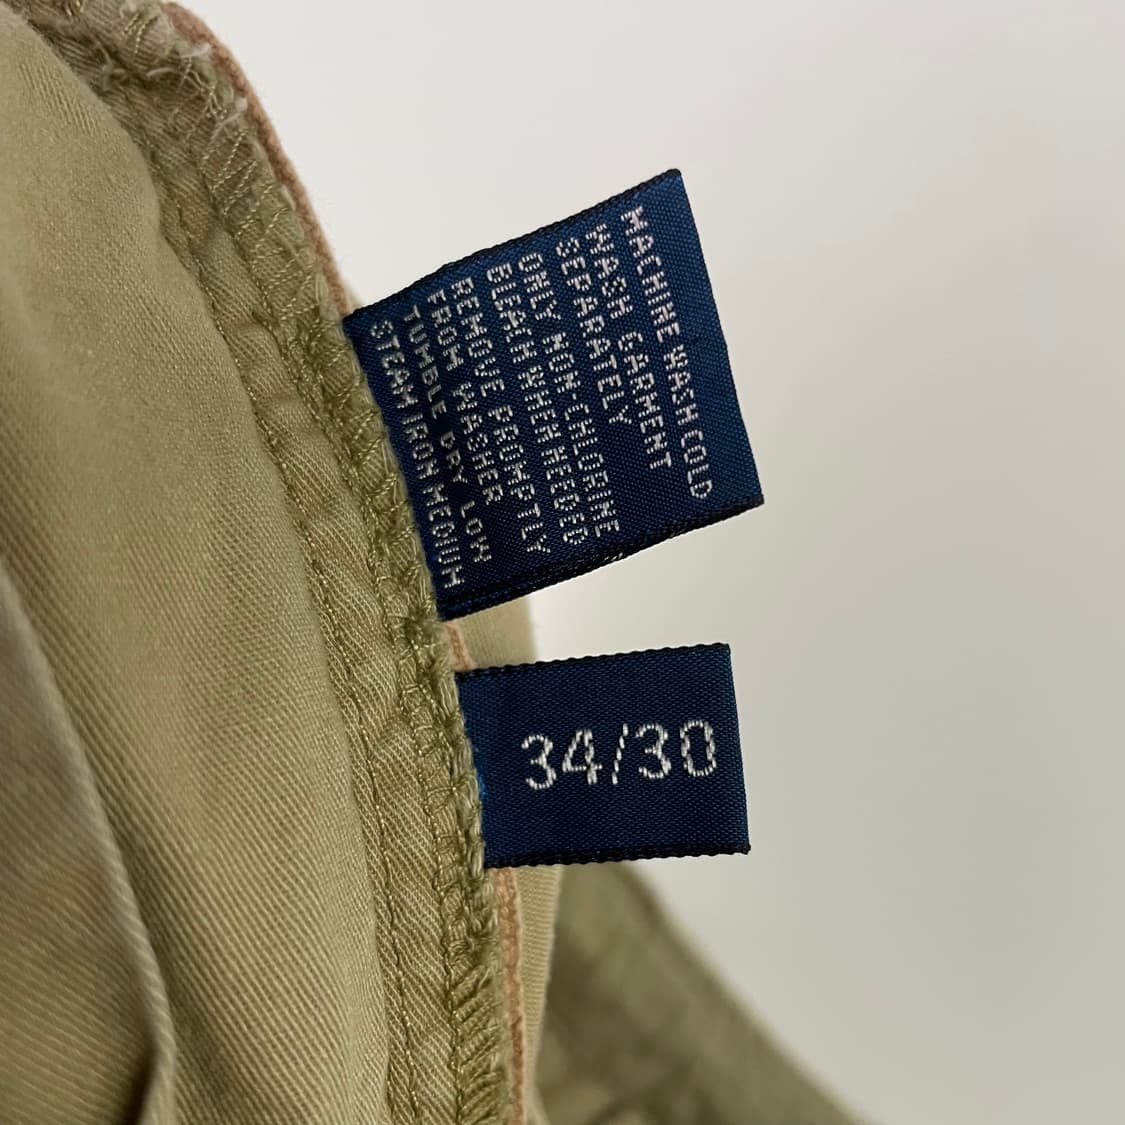 MACHINE WASH COLD
WASH GARMENT
SEPARATELY
ONLY NON-CHLORINE
BLEACH WHEN NEEDED
REMOVE PROMPTLY
FROM WASHER
TUMBLE DRY LOW
STEAM IRON MEDIUM
34/30